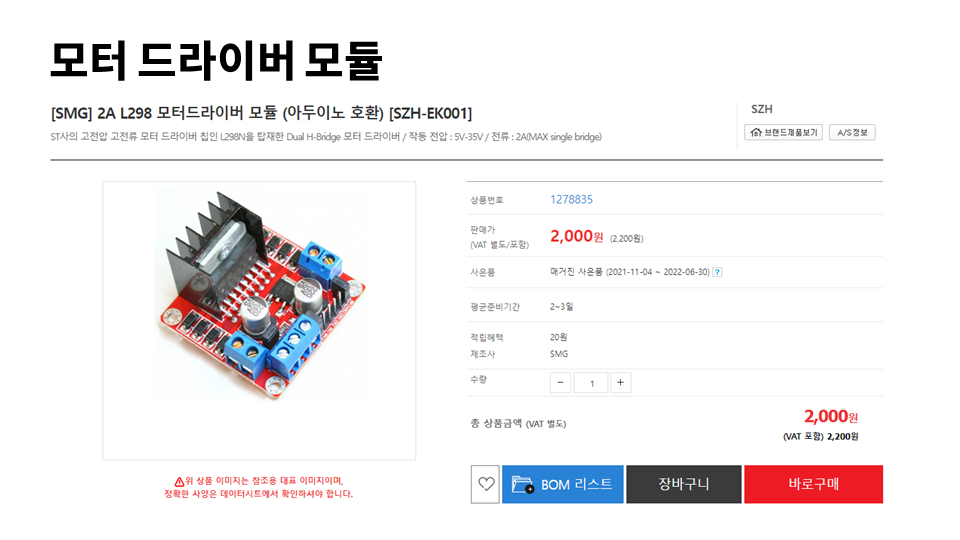 모터 드라이버 모듈
[SMG] 2A L298 모터드라이버 모듈 (아두이노 호환) [SZH-EK001]
ST사의 고전압 고전류 모터 드라이버 칩인 L298N을 탑재한 Dual H-Bridge 모터 드라이버 / 작동 전압 : 5V-35V / 전류 : 2A(MAX single bridge)
SZH
브랜드제품보기
A/S정보
상품번호 1278835
판매가
(VAT 별도/포함) 2,000원 (2,200원)
사은품 매거진 사은품 (2021-11-04 ~ 2022-06-30) ?
평균준비기간 2~3일
적립혜택 20원
제조사 SMG
수량 − 1 +
총 상품금액 (VAT 별도) 2,000원
(VAT 포함) 2,200원
위 상품 이미지는 참조용 대표 이미지이며,
정확한 사양은 데이터시트에서 확인하셔야 합니다.
BOM 리스트
장바구니
바로구매